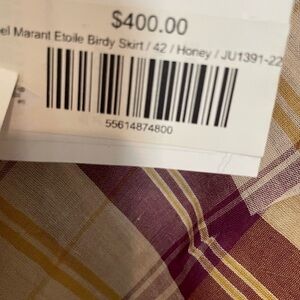 $400.00
el Marant Etoile Birdy Skirt / 42 / Honey / JU1391-22
55614874800